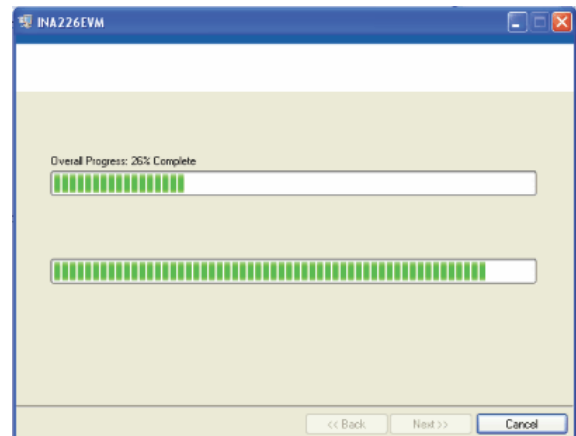 INA226EVM
Overall Progress: 26% Complete
<< Back Next >> Cancel